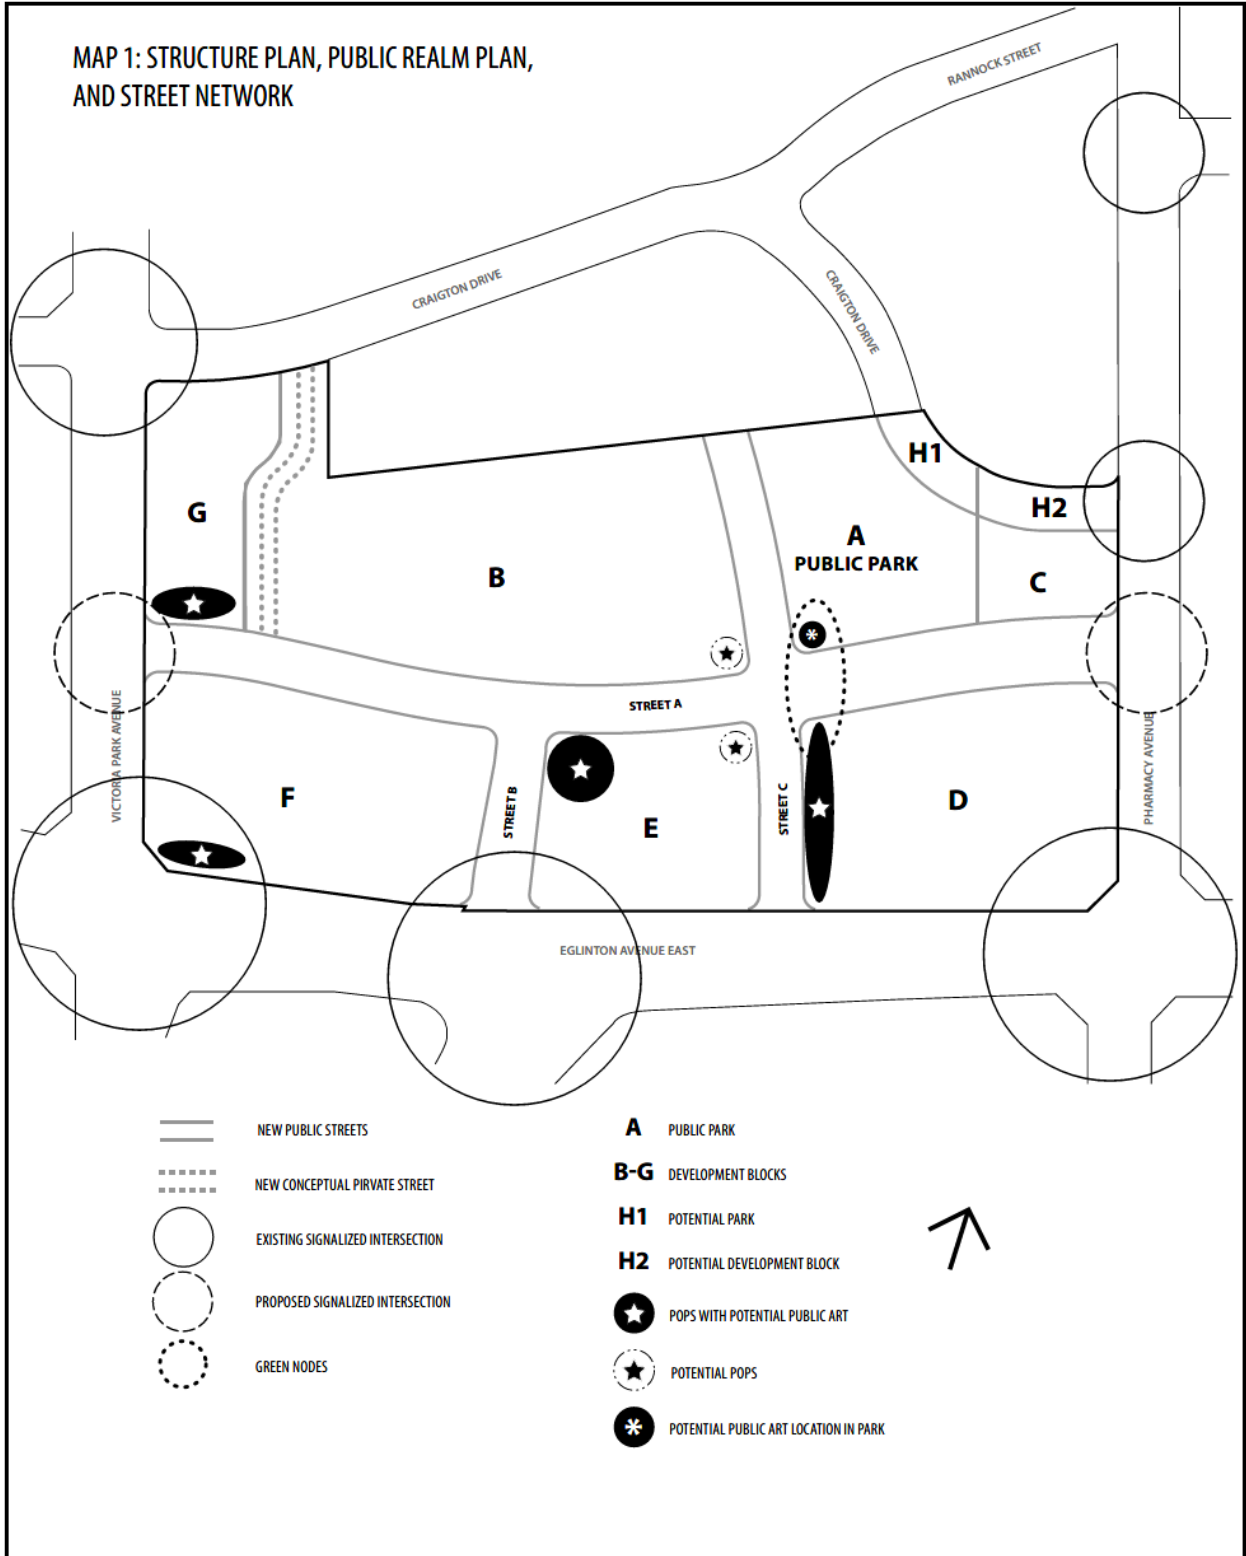 MAP 1: STRUCTURE PLAN, PUBLIC REALM PLAN,
AND STREET NETWORK
RANNOCK STREET
CRAIGTON DRIVE
CRAIGTON DRIVE
H1
G
H2
A
PUBLIC PARK
B
C
STREET A
VICTORIA PARK AVENUE
PHARMACY AVENUE
F
STREET B
E
STREET C
D
EGLINTON AVENUE EAST
NEW PUBLIC STREETS
NEW CONCEPTUAL PIRVATE STREET
EXISTING SIGNALIZED INTERSECTION
PROPOSED SIGNALIZED INTERSECTION
GREEN NODES
A PUBLIC PARK
B-G DEVELOPMENT BLOCKS
H1 POTENTIAL PARK
H2 POTENTIAL DEVELOPMENT BLOCK
POPS WITH POTENTIAL PUBLIC ART
POTENTIAL POPS
POTENTIAL PUBLIC ART LOCATION IN PARK